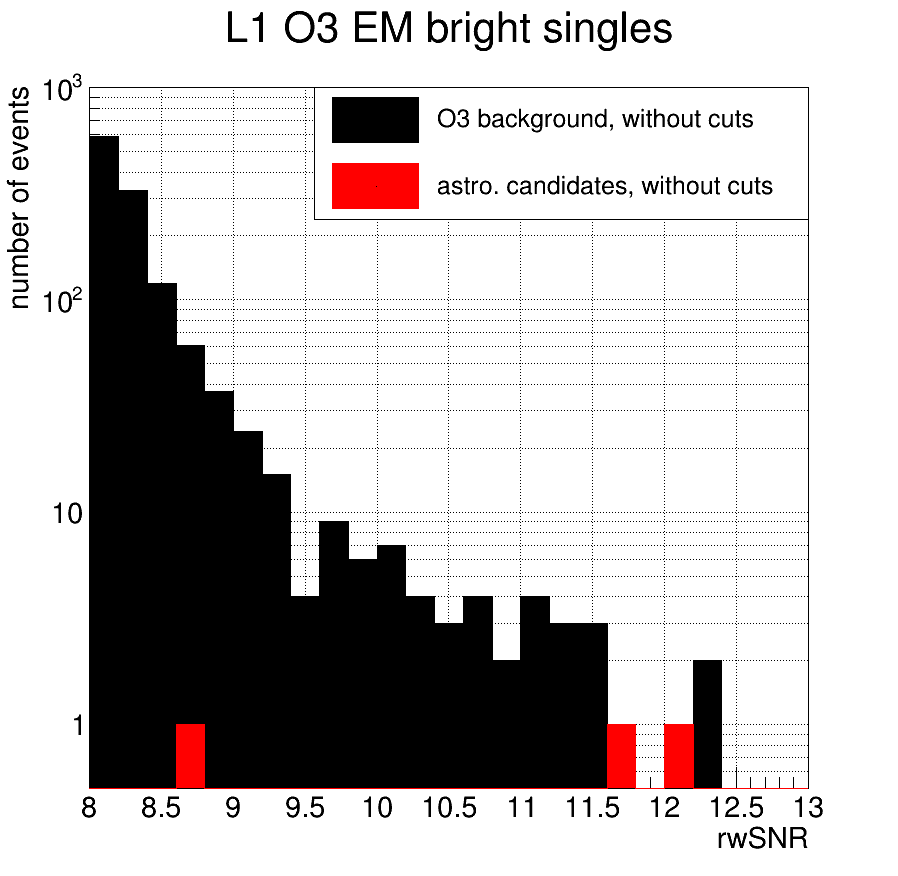 L1 O3 EM bright singles
number of events
10³
10²
10
1
O3 background, without cuts
astro. candidates, without cuts
8 8.5 9 9.5 10 10.5 11 11.5 12 12.5 13
rwSNR